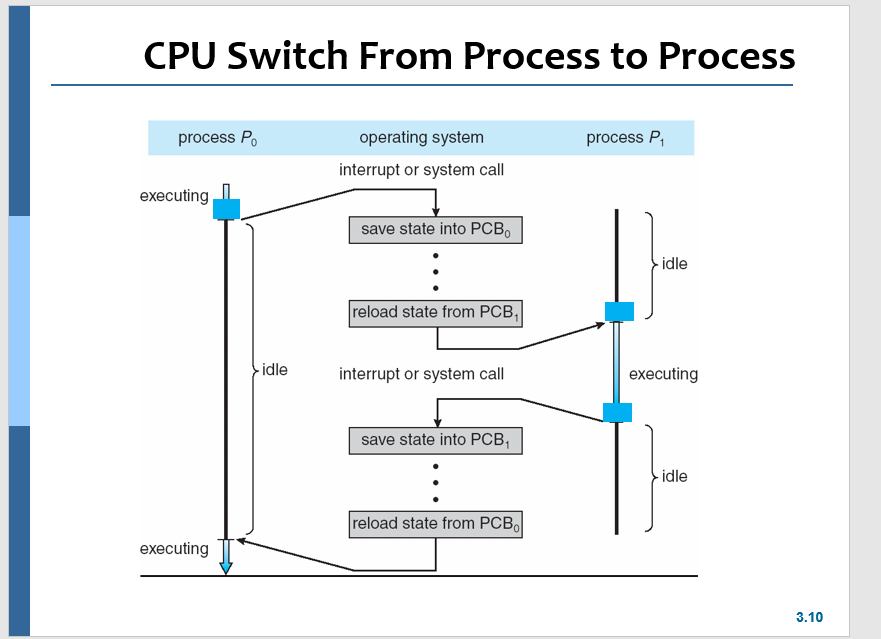 CPU Switch From Process to Process
process P0 operating system process P1
interrupt or system call
executing
save state into PCB0
idle
reload state from PCB1
idle
interrupt or system call
executing
save state into PCB1
idle
reload state from PCB0
executing
3.10